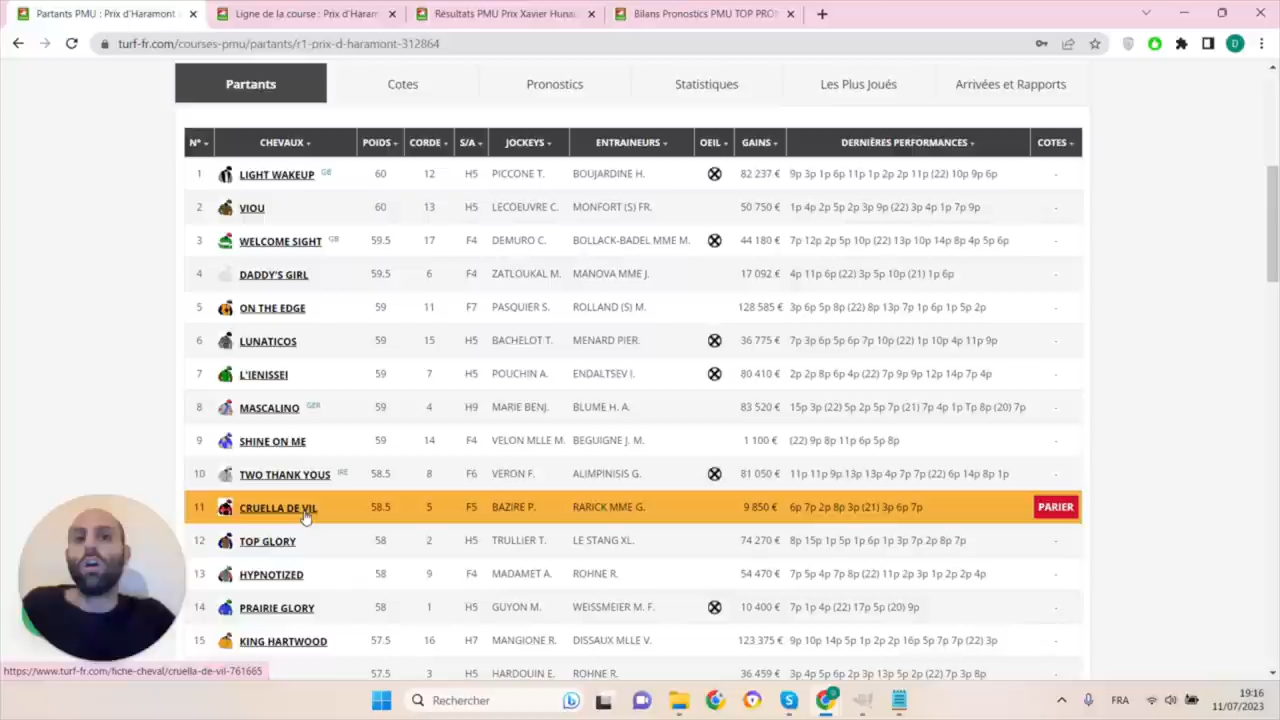 Partants PMU : Prix d'Haramont
Ligne de la course : Prix d'Haram
Résultats PMU Prix Xavier Huna
Bilans Pronostics PMU TOP PRO
turf-fr.com/courses-pmu/partants/r1-prix-d-haramont-312864
D
Partants Cotes Pronostics Statistiques Les Plus Joués Arrivées et Rapports
N° CHEVAUX POIDS CORDE S/A JOCKEYS ENTRAINEURS OEIL GAINS DERNIÈRES PERFORMANCES COTES
1 LIGHT WAKEUP GB 60 12 H5 PICCONE T. BOUJARDINE H. 82 237 € 9p 3p 1p 6p 11p 1p 2p 2p 11p (22) 10p 9p 6p -
2 VIOU 60 13 H5 LECOEUVRE C. MONFORT (S) FR. 50 750 € 1p 4p 2p 5p 2p 3p 9p (22) 3p 4p 1p 7p 9p -
3 WELCOME SIGHT GB 59.5 17 F4 DEMURO C. BOLLACK-BADEL MME M. 44 180 € 7p 12p 2p 5p 10p (22) 13p 10p 14p 8p 4p 5p 6p -
4 DADDY'S GIRL 59.5 6 F4 ZATLOUKAL M. MANOVA MME J. 17 092 € 4p 11p 6p (22) 3p 5p 10p (21) 1p 6p -
5 ON THE EDGE 59 11 F7 PASQUIER S. ROLLAND (S) M. 128 585 € 3p 6p 5p 8p (22) 8p 13p 7p 1p 6p 1p 5p 2p -
6 LUNATICOS 59 15 H5 BACHELOT T. MENARD PIER. 36 775 € 7p 3p 6p 5p 6p 7p 10p (22) 1p 10p 4p 11p 9p -
7 L'IENISSEI 59 7 H5 POUCHIN A. ENDALTSEV I. 80 410 € 2p 2p 8p 6p 4p (22) 7p 9p 9p 12p 14p 7p 4p -
8 MASCALINO GER 59 4 H9 MARIE BENJ. BLUME H. A. 83 520 € 15p 3p (22) 5p 2p 5p 7p (21) 7p 4p 1p Tp 8p (20) 7p -
9 SHINE ON ME 59 14 F4 VELON MLLE M. BEGUIGNE J. M. 1 100 € (22) 9p 8p 11p 6p 5p 8p -
10 TWO THANK YOUS IRE 58.5 8 F6 VERON F. ALIMPINISIS G. 81 050 € 11p 11p 9p 13p 13p 4p 7p 7p (22) 6p 14p 8p 1p -
11 CRUELLA DE VIL 58.5 5 F5 BAZIRE P. RARICK MME G. 9 850 € 6p 7p 2p 8p 3p (21) 3p 6p 7p PARIER
12 TOP GLORY 58 2 H5 TRULLIER T. LE STANG XL. 74 270 € 8p 15p 1p 5p 1p 6p 1p 3p 7p 2p 8p 7p -
13 HYPNOTIZED 58 9 F4 MADAMET A. ROHNE R. 54 470 € 7p 5p 4p 7p 8p (22) 11p 2p 3p 1p 2p 2p 4p -
14 PRAIRIE GLORY 58 1 H5 GUYON M. WEISSMEIER M. F. 10 400 € 7p 1p 4p (22) 17p 5p (20) 9p -
15 KING HARTWOOD 57.5 16 H7 MANGIONE R. DISSAUX MLLE V. 123 375 € 9p 10p 14p 5p 1p 2p 2p 16p 5p 7p 7p (22) 3p -
57.5 3 H5 HARDOUIN E. ROHNE R. 36 459 € 3p 4p 6p 2p 3p 13p 5p 2p (22) 7p 3p 8p -
https://www.turf-fr.com/fiche-cheval/cruella-de-vil-761665
Rechercher
FRA
19:16
11/07/2023